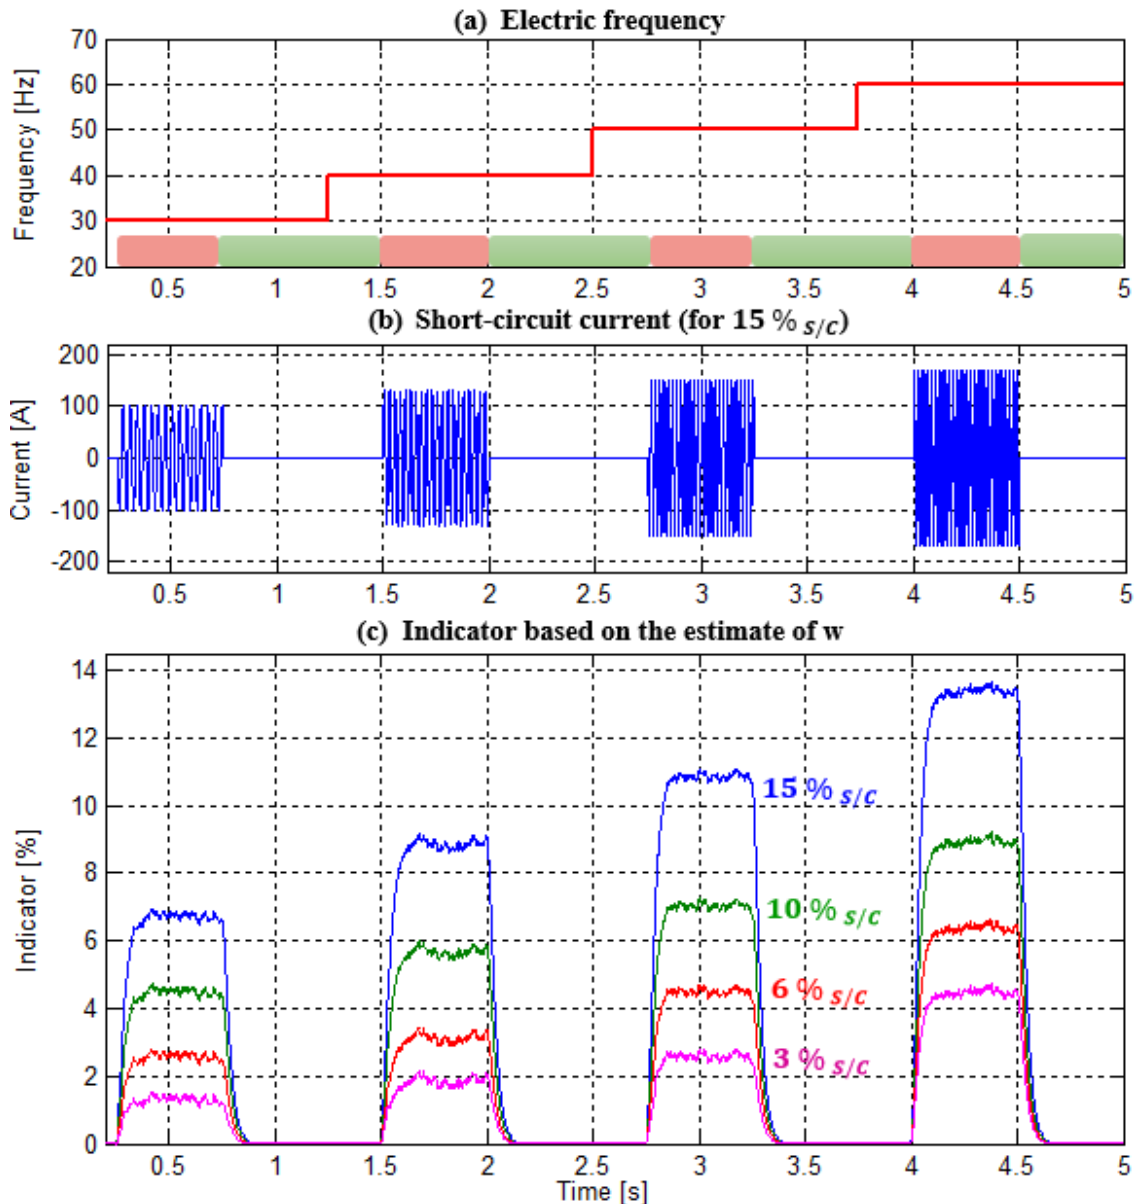 (a) Electric frequency
Frequency [Hz]
70
60
50
40
30
20
0.5 1 1.5 2 2.5 3 3.5 4 4.5 5
(b) Short-circuit current (for 15 % s/c)
Current [A]
200
100
0
-100
-200
0.5 1 1.5 2 2.5 3 3.5 4 4.5 5
(c) Indicator based on the estimate of w
Indicator [%]
14
12
10
8
6
4
2
0
15 % s/c
10 % s/c
6 % s/c
3 % s/c
0.5 1 1.5 2 2.5 3 3.5 4 4.5 5
Time [s]